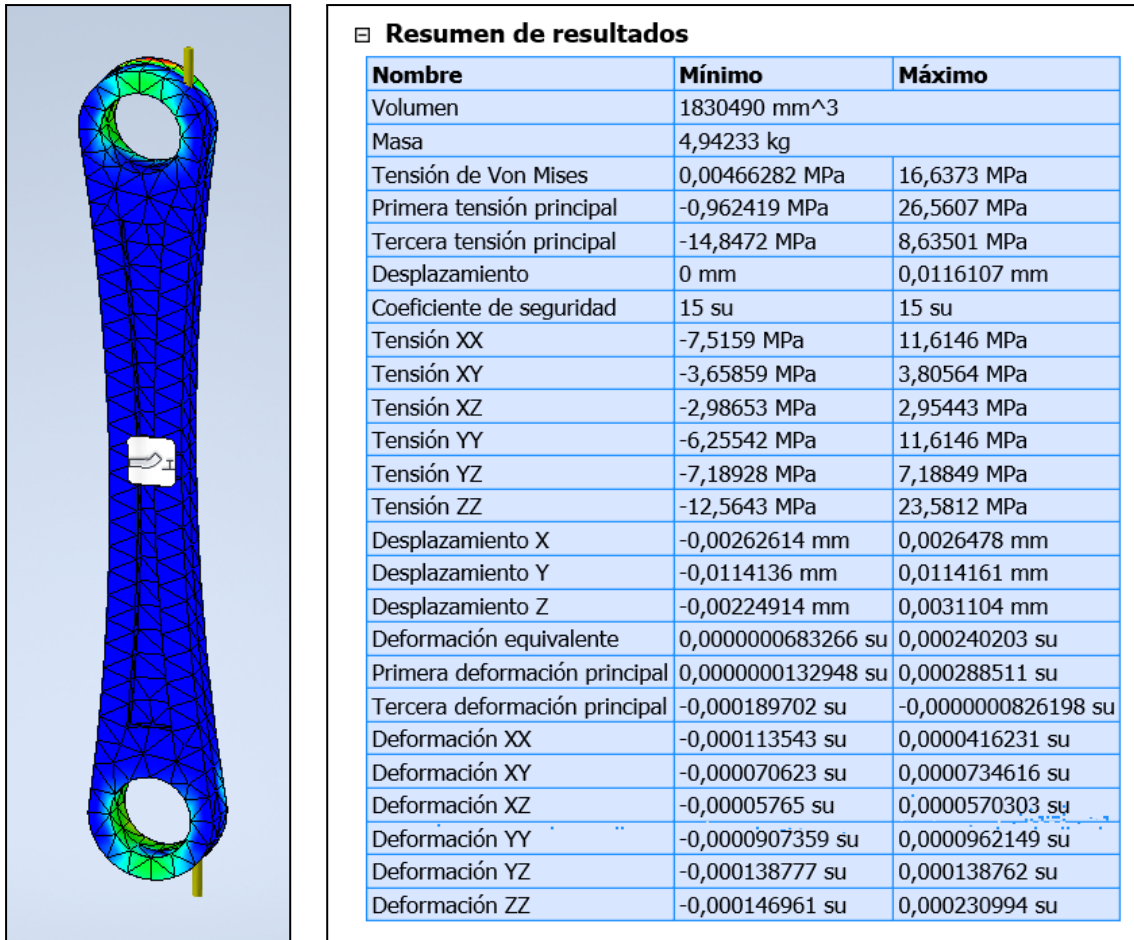 Resumen de resultados
Nombre Mínimo Máximo
Volumen 1830490 mm^3
Masa 4,94233 kg
Tensión de Von Mises 0,00466282 MPa 16,6373 MPa
Primera tensión principal -0,962419 MPa 26,5607 MPa
Tercera tensión principal -14,8472 MPa 8,63501 MPa
Desplazamiento 0 mm 0,0116107 mm
Coeficiente de seguridad 15 su 15 su
Tensión XX -7,5159 MPa 11,6146 MPa
Tensión XY -3,65859 MPa 3,80564 MPa
Tensión XZ -2,98653 MPa 2,95443 MPa
Tensión YY -6,25542 MPa 11,6146 MPa
Tensión YZ -7,18928 MPa 7,18849 MPa
Tensión ZZ -12,5643 MPa 23,5812 MPa
Desplazamiento X -0,00262614 mm 0,0026478 mm
Desplazamiento Y -0,0114136 mm 0,0114161 mm
Desplazamiento Z -0,00224914 mm 0,0031104 mm
Deformación equivalente 0,0000000683266 su 0,000240203 su
Primera deformación principal 0,0000000132948 su 0,000288511 su
Tercera deformación principal -0,000189702 su -0,0000000826198 su
Deformación XX -0,000113543 su 0,0000416231 su
Deformación XY -0,000070623 su 0,0000734616 su
Deformación XZ -0,00005765 su 0,0000570303 su
Deformación YY -0,0000907359 su 0,0000962149 su
Deformación YZ -0,000138777 su 0,000138762 su
Deformación ZZ -0,000146961 su 0,000230994 su